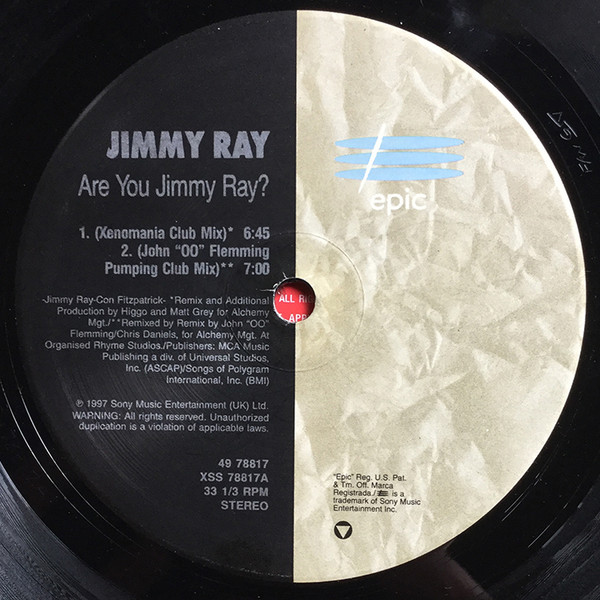 JIMMY RAY
Are You Jimmy Ray?
1. (Xenomania Club Mix)* 6:45
2. (John "OO" Flemming
Pumping Club Mix)** 7:00
-Jimmy Ray-Con Fitzpatrick- *Remix and Additional
Production by Higgo and Matt Grey for Alchemy
Mgt./**Remixed by Remix by John "OO"
Flemming/Chris Daniels, for Alchemy Mgt. At
Organised Rhyme Studios./Publishers: MCA Music
Publishing a div. of Universal Studios,
Inc. (ASCAP)/Songs of Polygram
International, Inc. (BMI)
℗ 1997 Sony Music Entertainment (UK) Ltd.
WARNING: All rights reserved. Unauthorized
duplication is a violation of applicable laws.
49 78817
XSS 78817A
33 1/3 RPM
STEREO
epic
ALL RI
APP
"Epic" Reg. U.S. Pat.
& Tm. Off. Marca
Registrada./ is a
trademark of Sony Music
Entertainment Inc.